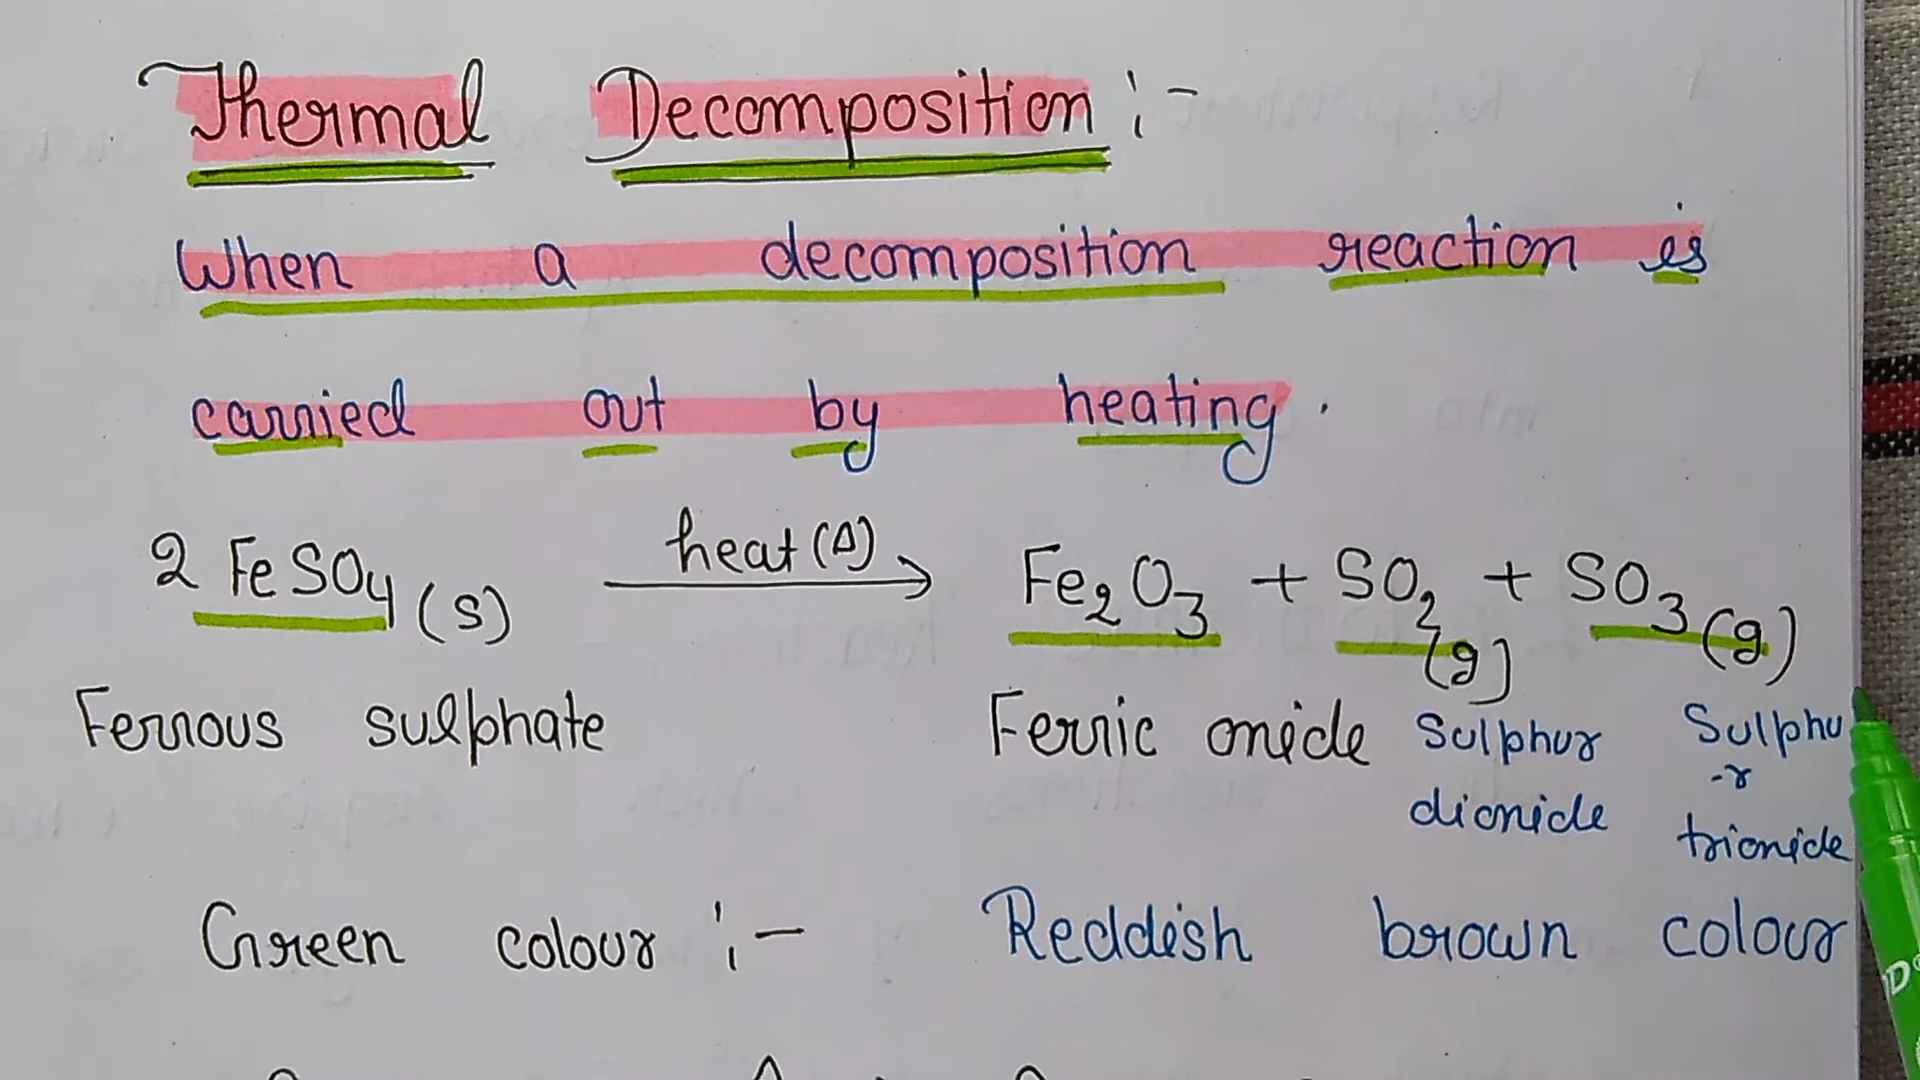 Thermal Decomposition :-
When a decomposition reaction is
carried out by heating.
2 FeSO4(s) heat(Δ) → Fe2O3 + SO2(g) + SO3(g)
Ferrous sulphate Ferric oxide Sulphur dioxide Sulphu-r trioxide
Green colour :- Reddish brown colour